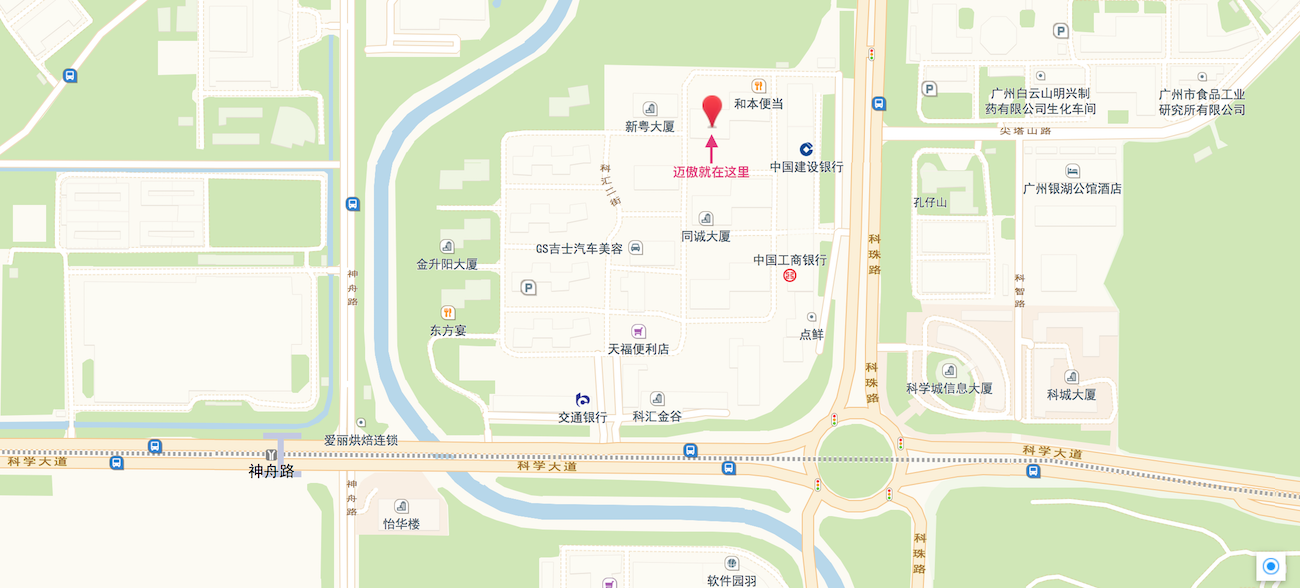 P
P
和本便当
广州白云山明兴制
药有限公司生化车间
广州市食品工业
研究所有限公司
新粤大厦
尖塔山路
中国建设银行
迈傲就在这里
科汇二街
广州银湖公馆酒店
孔仔山
同诚大厦
GS吉士汽车美容
科珠路
中国工商银行
金升阳大厦
神舟路
科智路
P
东方宴
点鲜
天福便利店
科珠路
科学城信息大厦
科城大厦
交通银行
科汇金谷
爱丽烘焙连锁
科学大道
科学大道
科学大道
神舟路
神舟路
怡华楼
科珠路
软件园羽